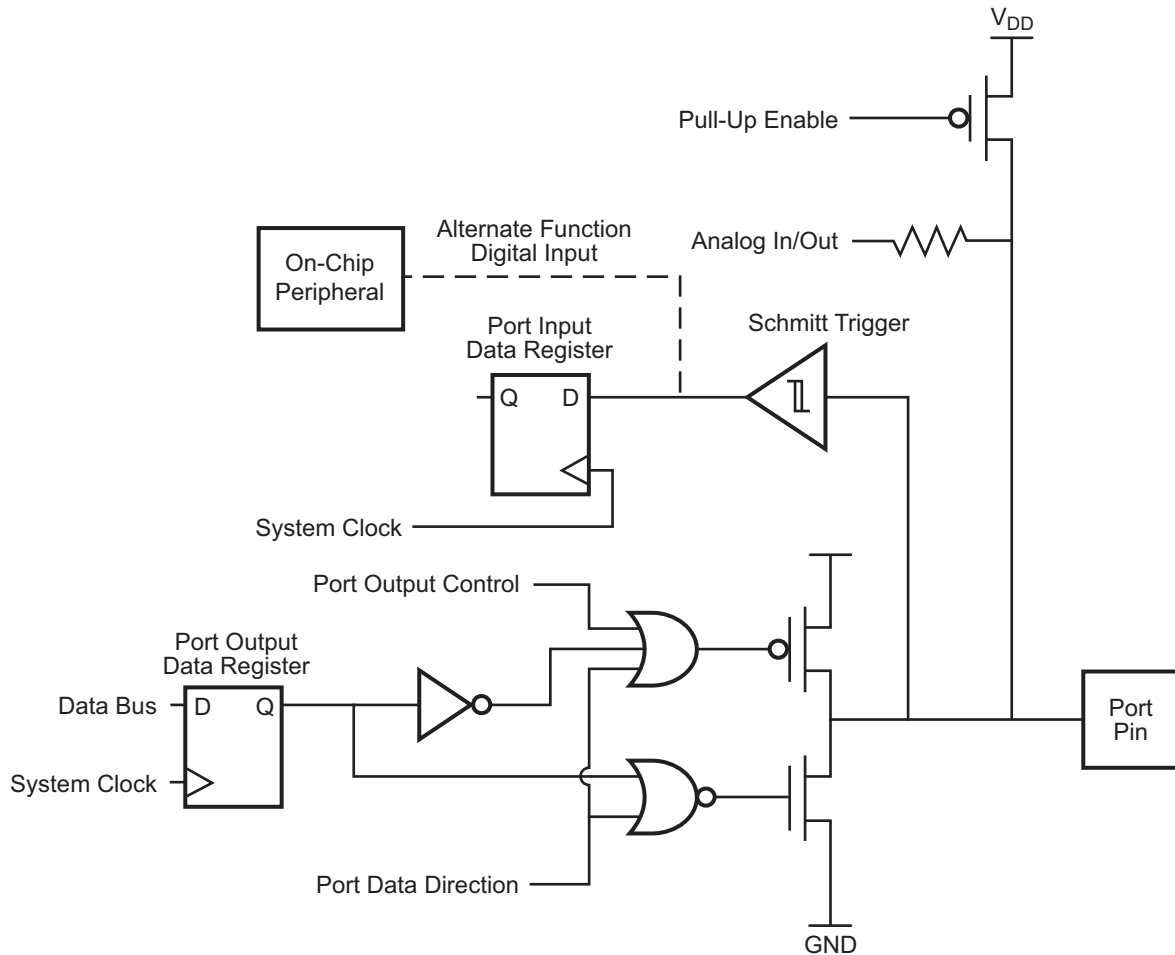 V_DD
Pull-Up Enable
Alternate Function
Digital Input
Analog In/Out
On-Chip
Peripheral
Port Input
Data Register
Schmitt Trigger
Q D
System Clock
Port Output Control
Port Output
Data Register
Data Bus
D Q
System Clock
Port
Pin
Port Data Direction
GND